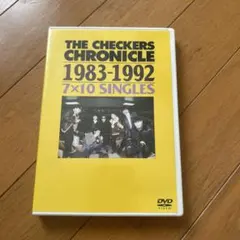 THE CHECKERS
CHRONICLE
1983-1992
7×10 SINGLES
DVD